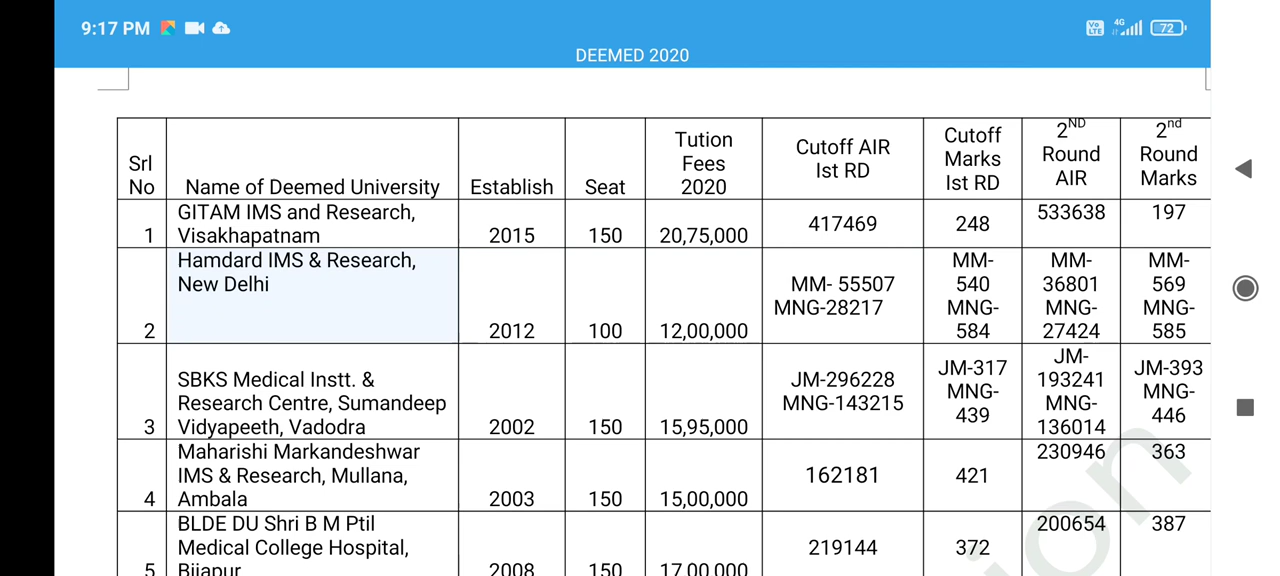 9:17 PM
VO LTE 4G 72
DEEMED 2020
Srl No
Name of Deemed University
Establish
Seat
Tution Fees 2020
Cutoff AIR Ist RD
Cutoff Marks Ist RD
2ND Round AIR
2nd Round Marks
1
GITAM IMS and Research,
Visakhapatnam
2015
150
20,75,000
417469
248
533638
197
2
Hamdard IMS & Research,
New Delhi
2012
100
12,00,000
MM- 55507
MNG-28217
MM-
540
MNG-
584
MM-
36801
MNG-
27424
MM-
569
MNG-
585
3
SBKS Medical Instt. &
Research Centre, Sumandeep
Vidyapeeth, Vadodra
2002
150
15,95,000
JM-296228
MNG-143215
JM-317
MNG-
439
JM-
193241
MNG-
136014
JM-393
MNG-
446
4
Maharishi Markandeshwar
IMS & Research, Mullana,
Ambala
2003
150
15,00,000
162181
421
230946
363
5
BLDE DU Shri B M Ptil
Medical College Hospital,
Bijapur
2008
150
17,00,000
219144
372
200654
387